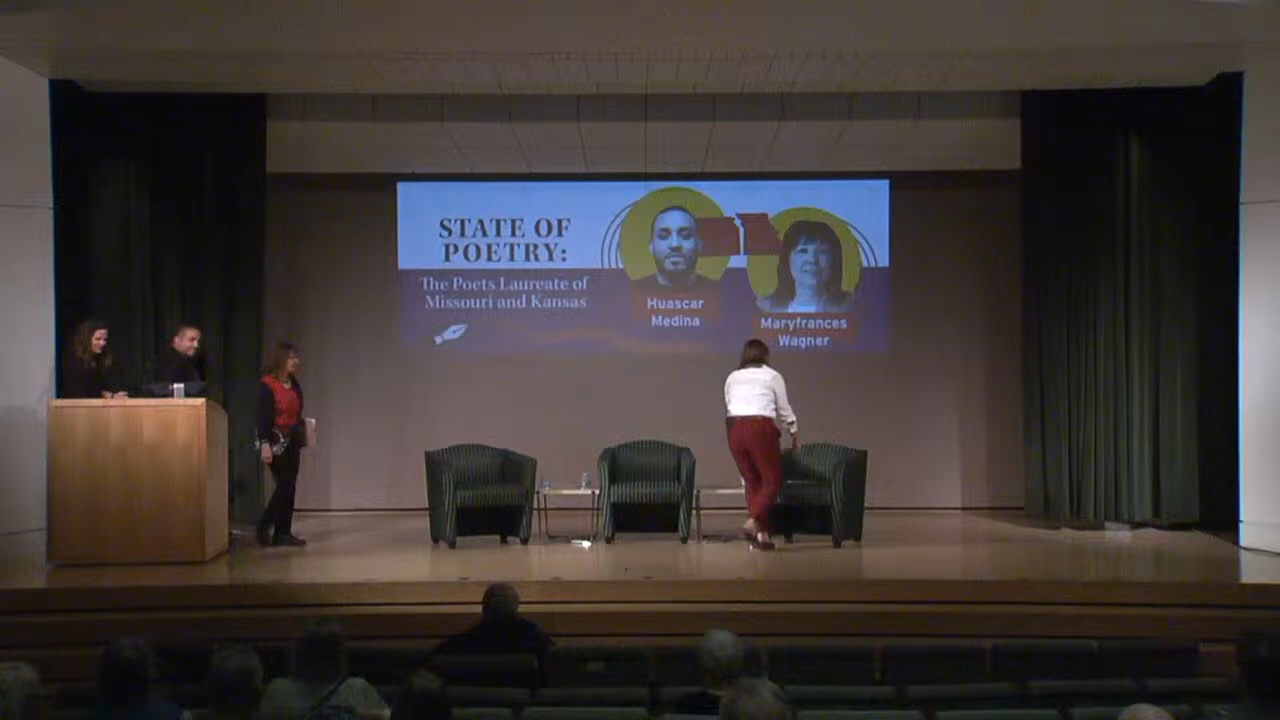 STATE OF
POETRY:
The Poets Laureate of
Missouri and Kansas
Huascar
Medina
Maryfrances
Wagner